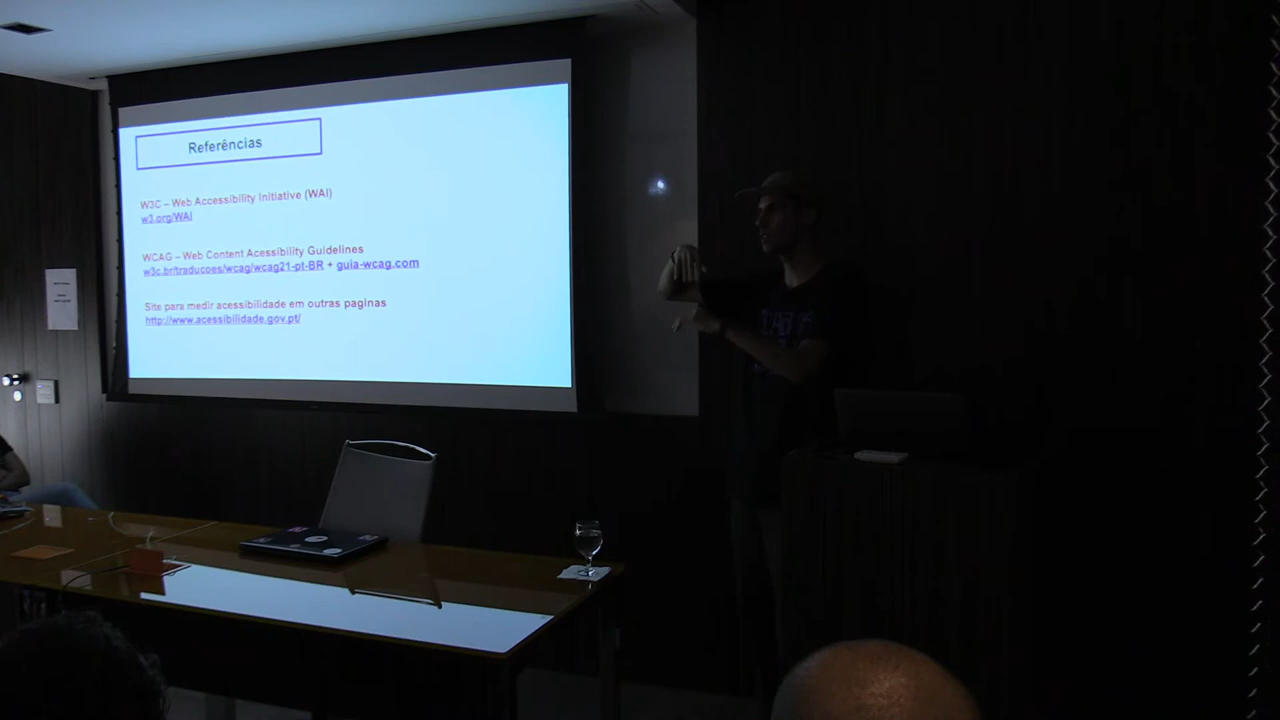 Referências
W3C – Web Accessibility Initiative (WAI)
w3.org/WAI
WCAG – Web Content Acessibility Guidelines
w3c.br/traducoes/wcag/wcag21-pt-BR + guia-wcag.com
Site para medir acessibilidade em outras paginas
http://www.acessibilidade.gov.pt/